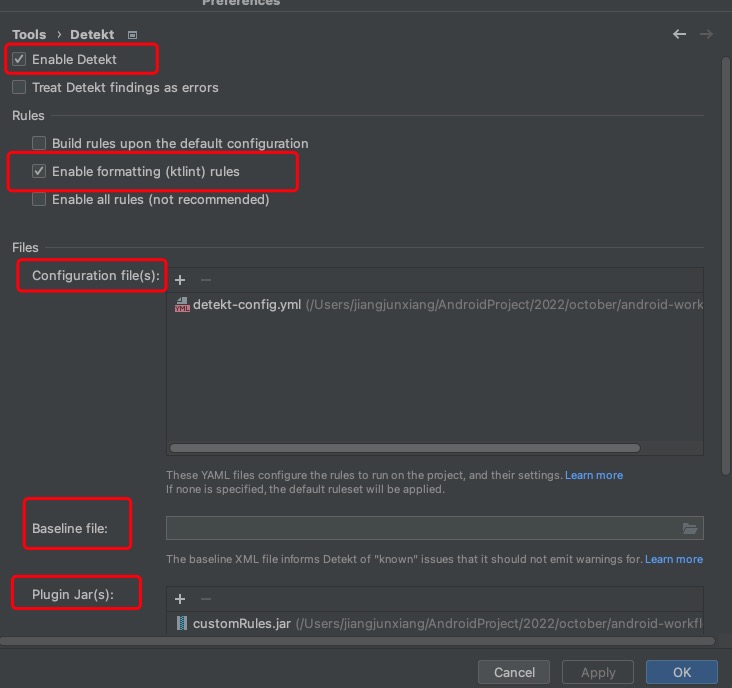 Preferences
Tools › Detekt
Enable Detekt
Treat Detekt findings as errors
Rules
Build rules upon the default configuration
Enable formatting (ktlint) rules
Enable all rules (not recommended)
Files
Configuration file(s):
detekt-config.yml (/Users/jiangjunxiang/AndroidProject/2022/october/android-work
These YAML files configure the rules to run on the project, and their settings. Learn more
If none is specified, the default ruleset will be applied.
Baseline file:
The baseline XML file informs Detekt of "known" issues that it should not emit warnings for. Learn more
Plugin Jar(s):
customRules.jar (/Users/jiangjunxiang/AndroidProject/2022/october/android-workfl
Cancel Apply OK